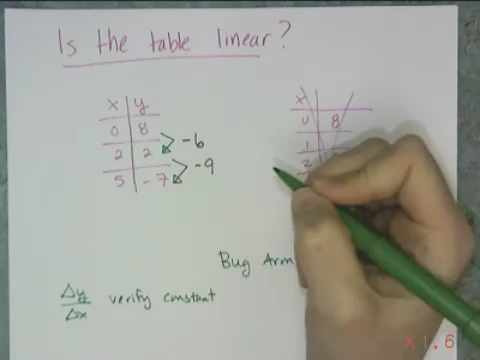 Is the table linear?
x y
0 8
2 2
5 -7
-6
-9
x
0 8
1
2
Bug Arm
Δy
Δx
verify constant
X1.6